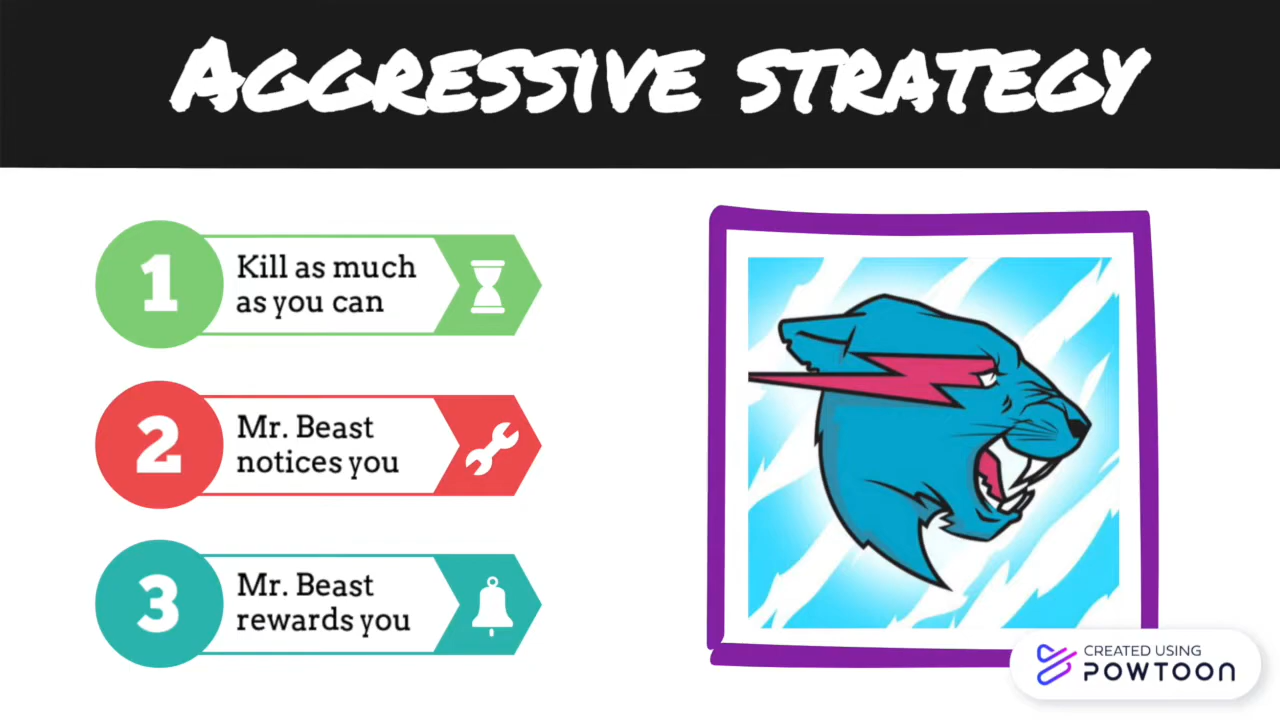 AGGRESSIVE STRATEGY
1
Kill as much
as you can
2
Mr. Beast
notices you
3
Mr. Beast
rewards you
CREATED USING
POWTOON